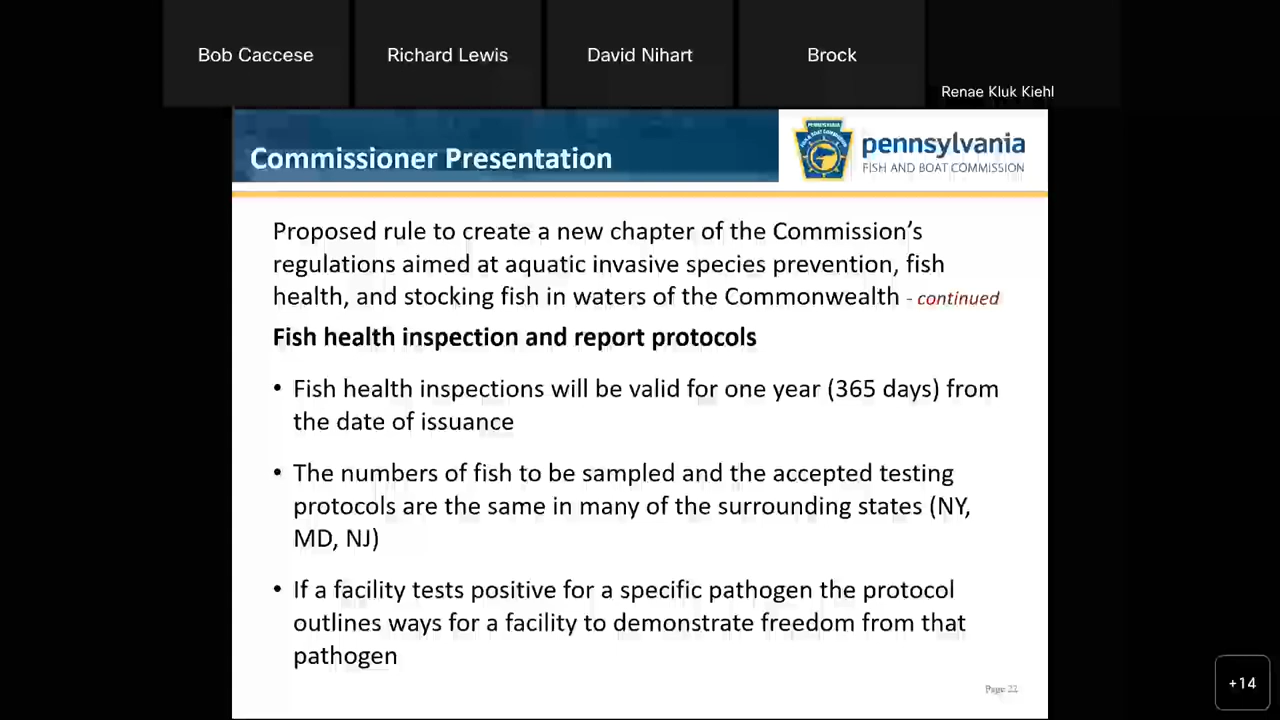 Bob Caccese
Richard Lewis
David Nihart
Brock
Renae Kluk Kiehl
Commissioner Presentation
pennsylvania
FISH AND BOAT COMMISSION
Proposed rule to create a new chapter of the Commission's
regulations aimed at aquatic invasive species prevention, fish
health, and stocking fish in waters of the Commonwealth - continued
Fish health inspection and report protocols
• Fish health inspections will be valid for one year (365 days) from
the date of issuance
• The numbers of fish to be sampled and the accepted testing
protocols are the same in many of the surrounding states (NY,
MD, NJ)
• If a facility tests positive for a specific pathogen the protocol
outlines ways for a facility to demonstrate freedom from that
pathogen
Page 22
+14